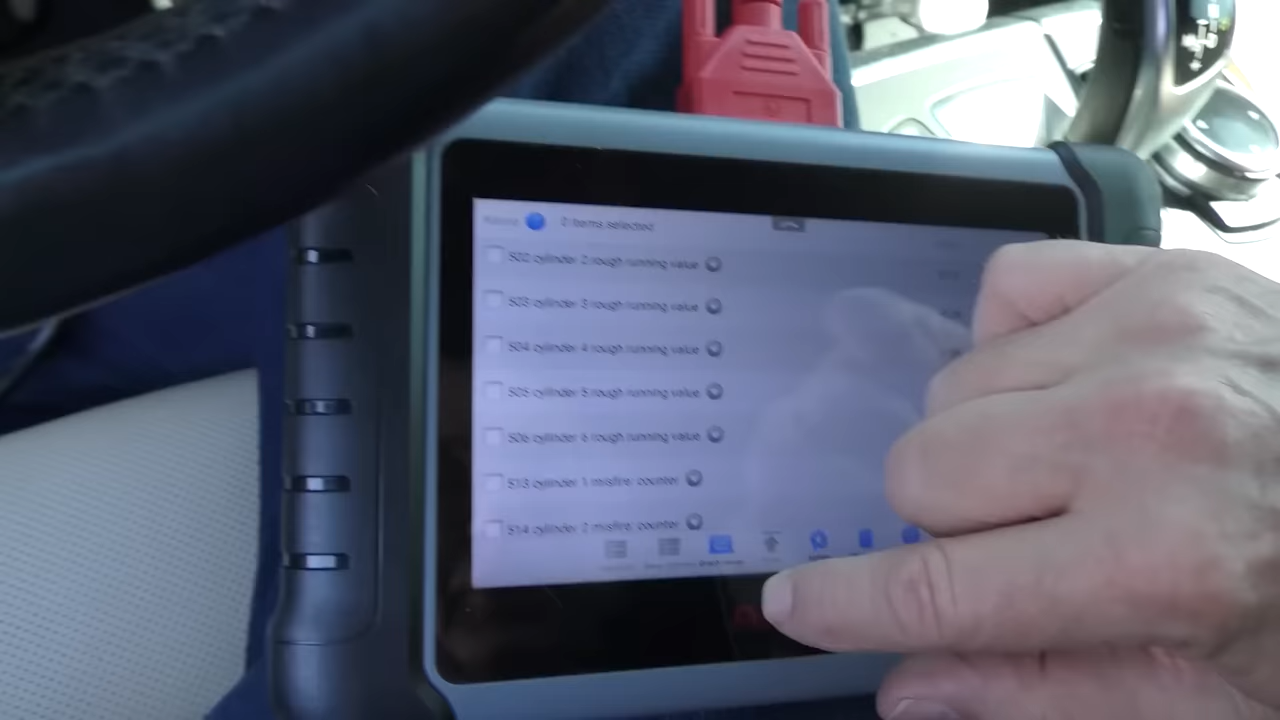 0 items selected
502 cylinder 2 rough running value
503 cylinder 3 rough running value
504 cylinder 4 rough running value
505 cylinder 5 rough running value
506 cylinder 6 rough running value
513 cylinder 1 misfire: counter
514 cylinder 2 misfire: counter